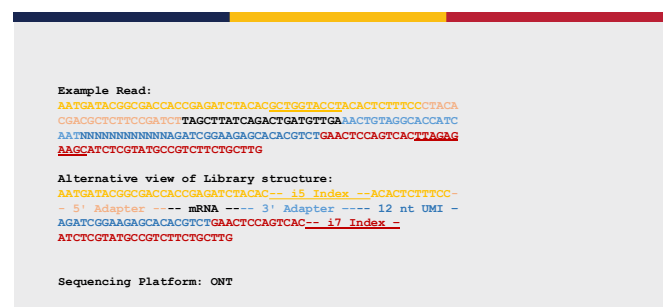 Example Read:
AATGATACGGCGACCACCGAGATCTACACGCTGGTACCTACACTCTTTCCCTACA
CGACGCTCTTCCGATCTTAGCTTATCAGACTGATGTTGAAACTGTAGGCACCATC
AATNNNNNNNNNNNNAGATCGGAAGAGCACACGTCTGAACTCCAGTCACTTAGAG
AAGCATCTCGTATGCCGTCTTCTGCTTG
Alternative view of Library structure:
AATGATACGGCGACCACCGAGATCTACAC-- i5 Index --ACACTCTTTCC-
- 5' Adapter ---- mRNA ---- 3' Adapter ---- 12 nt UMI –
AGATCGGAAGAGCACACGTCTGAACTCCAGTCAC-- i7 Index –
ATCTCGTATGCCGTCTTCTGCTTG
Sequencing Platform: ONT